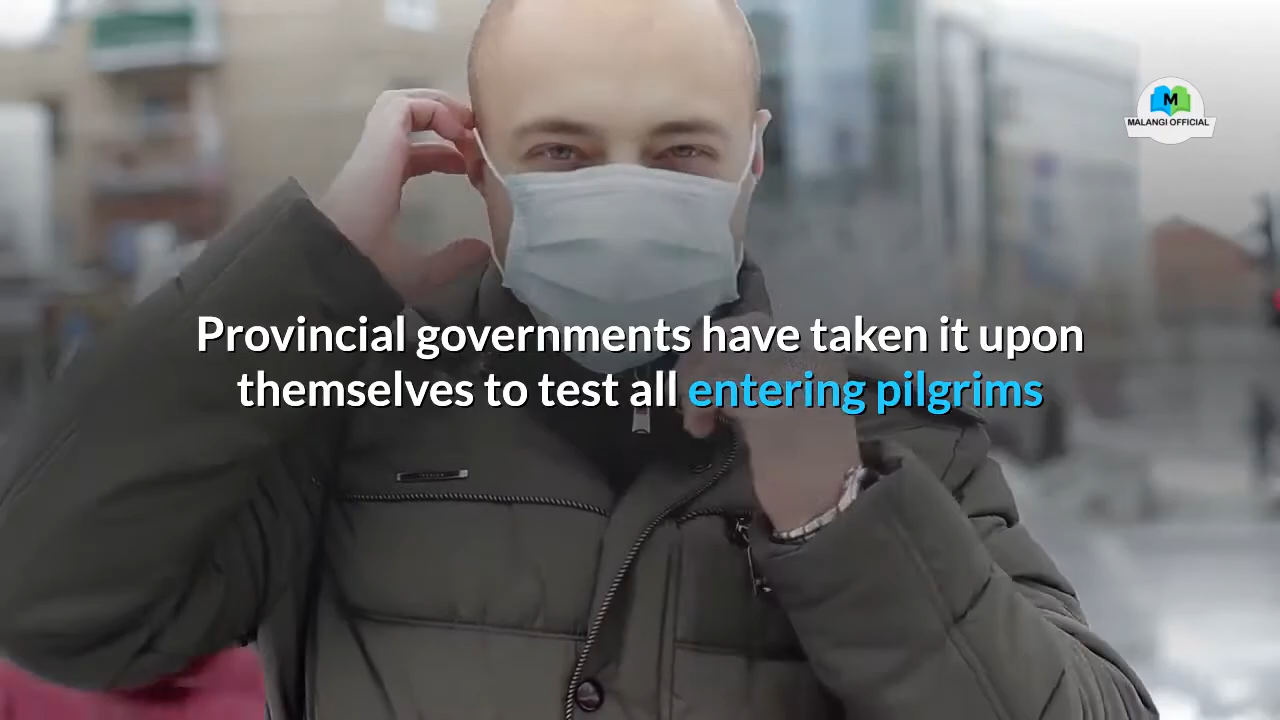 M
MALANGI OFFICIAL
Provincial governments have taken it upon
themselves to test all entering pilgrims